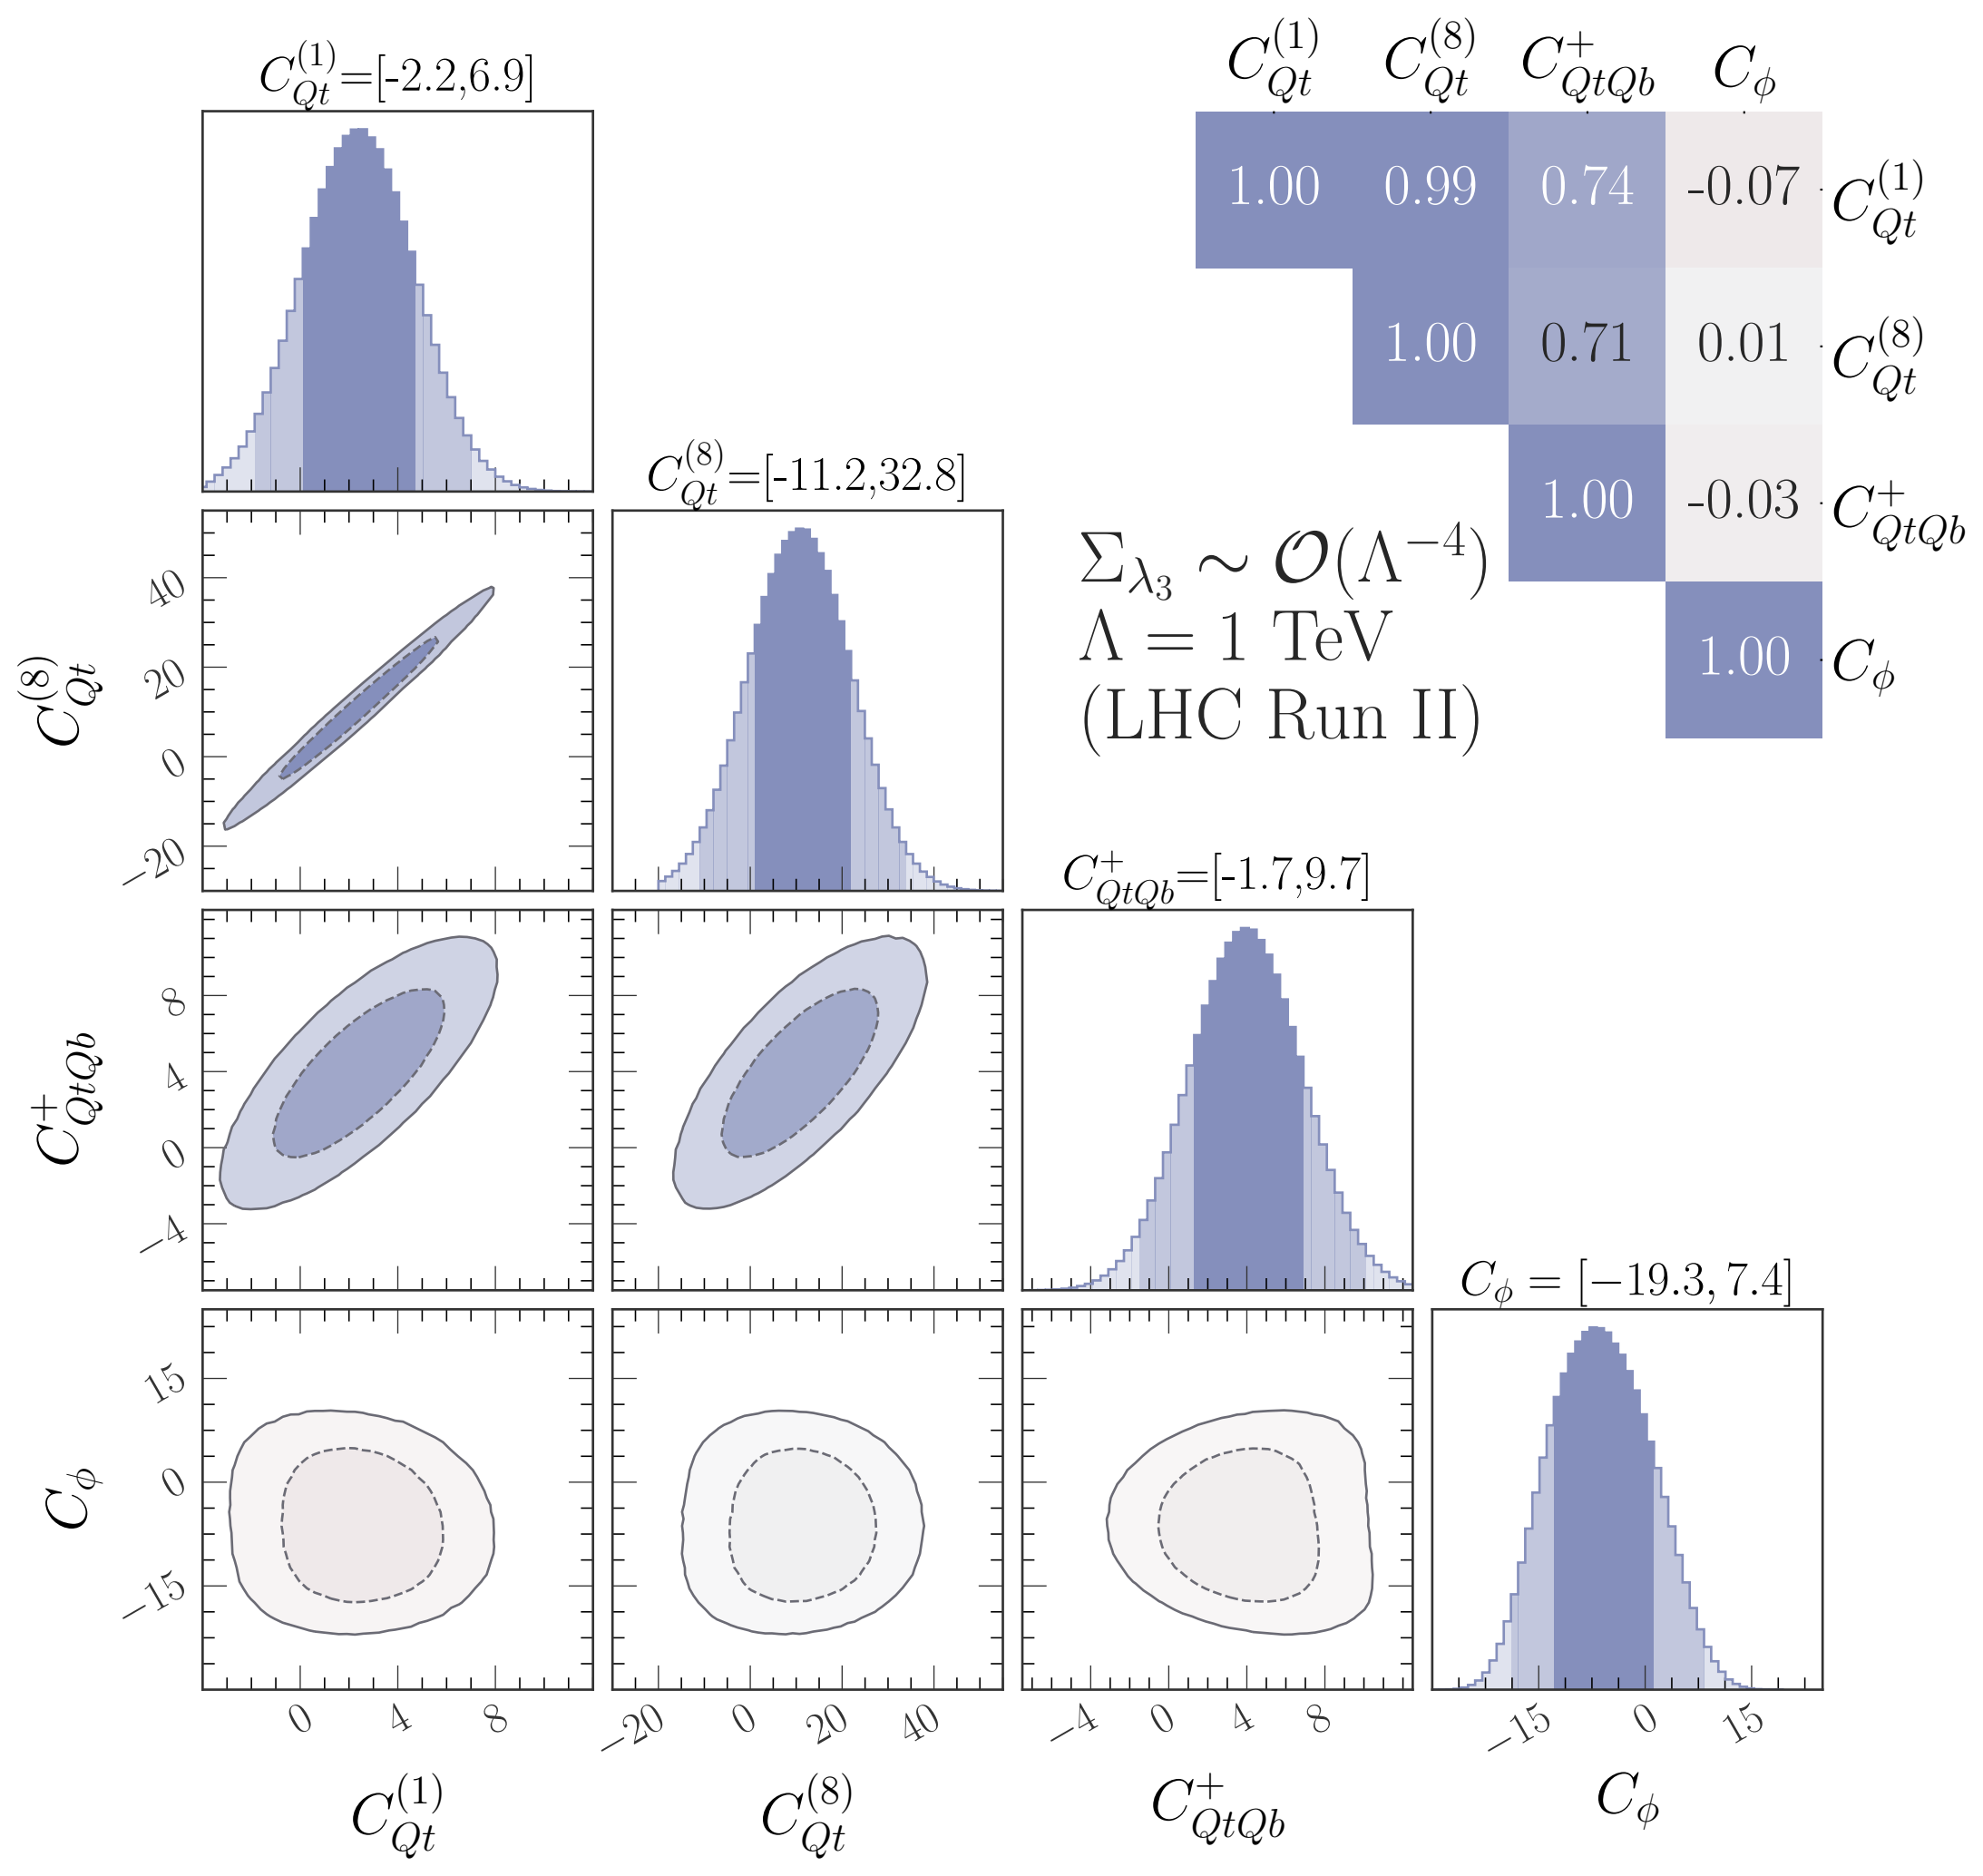 C_{Qt}^{(1)}=[-2.2,6.9]
C_{Qt}^{(1)} C_{Qt}^{(8)} C_{QtQb}^{+} C_ϕ
1.00 0.99 0.74 -0.07 C_{Qt}^{(1)}
1.00 0.71 0.01 C_{Qt}^{(8)}
1.00 -0.03 C_{QtQb}^{+}
1.00 C_ϕ
C_{Qt}^{(8)}=[-11.2,32.8]
Σ_{λ_3} ∼ 𝒪(Λ^{−4})
Λ = 1 TeV
(LHC Run II)
C_{Qt}^{(8)}
40
20
0
−20
C_{QtQb}^{+}=[-1.7,9.7]
C_{QtQb}^{+}
8
4
0
−4
C_ϕ = [−19.3, 7.4]
C_ϕ
15
0
−15
0 4 8 −20 0 20 40 −4 0 4 8 −15 0 15
C_{Qt}^{(1)} C_{Qt}^{(8)} C_{QtQb}^{+} C_ϕ